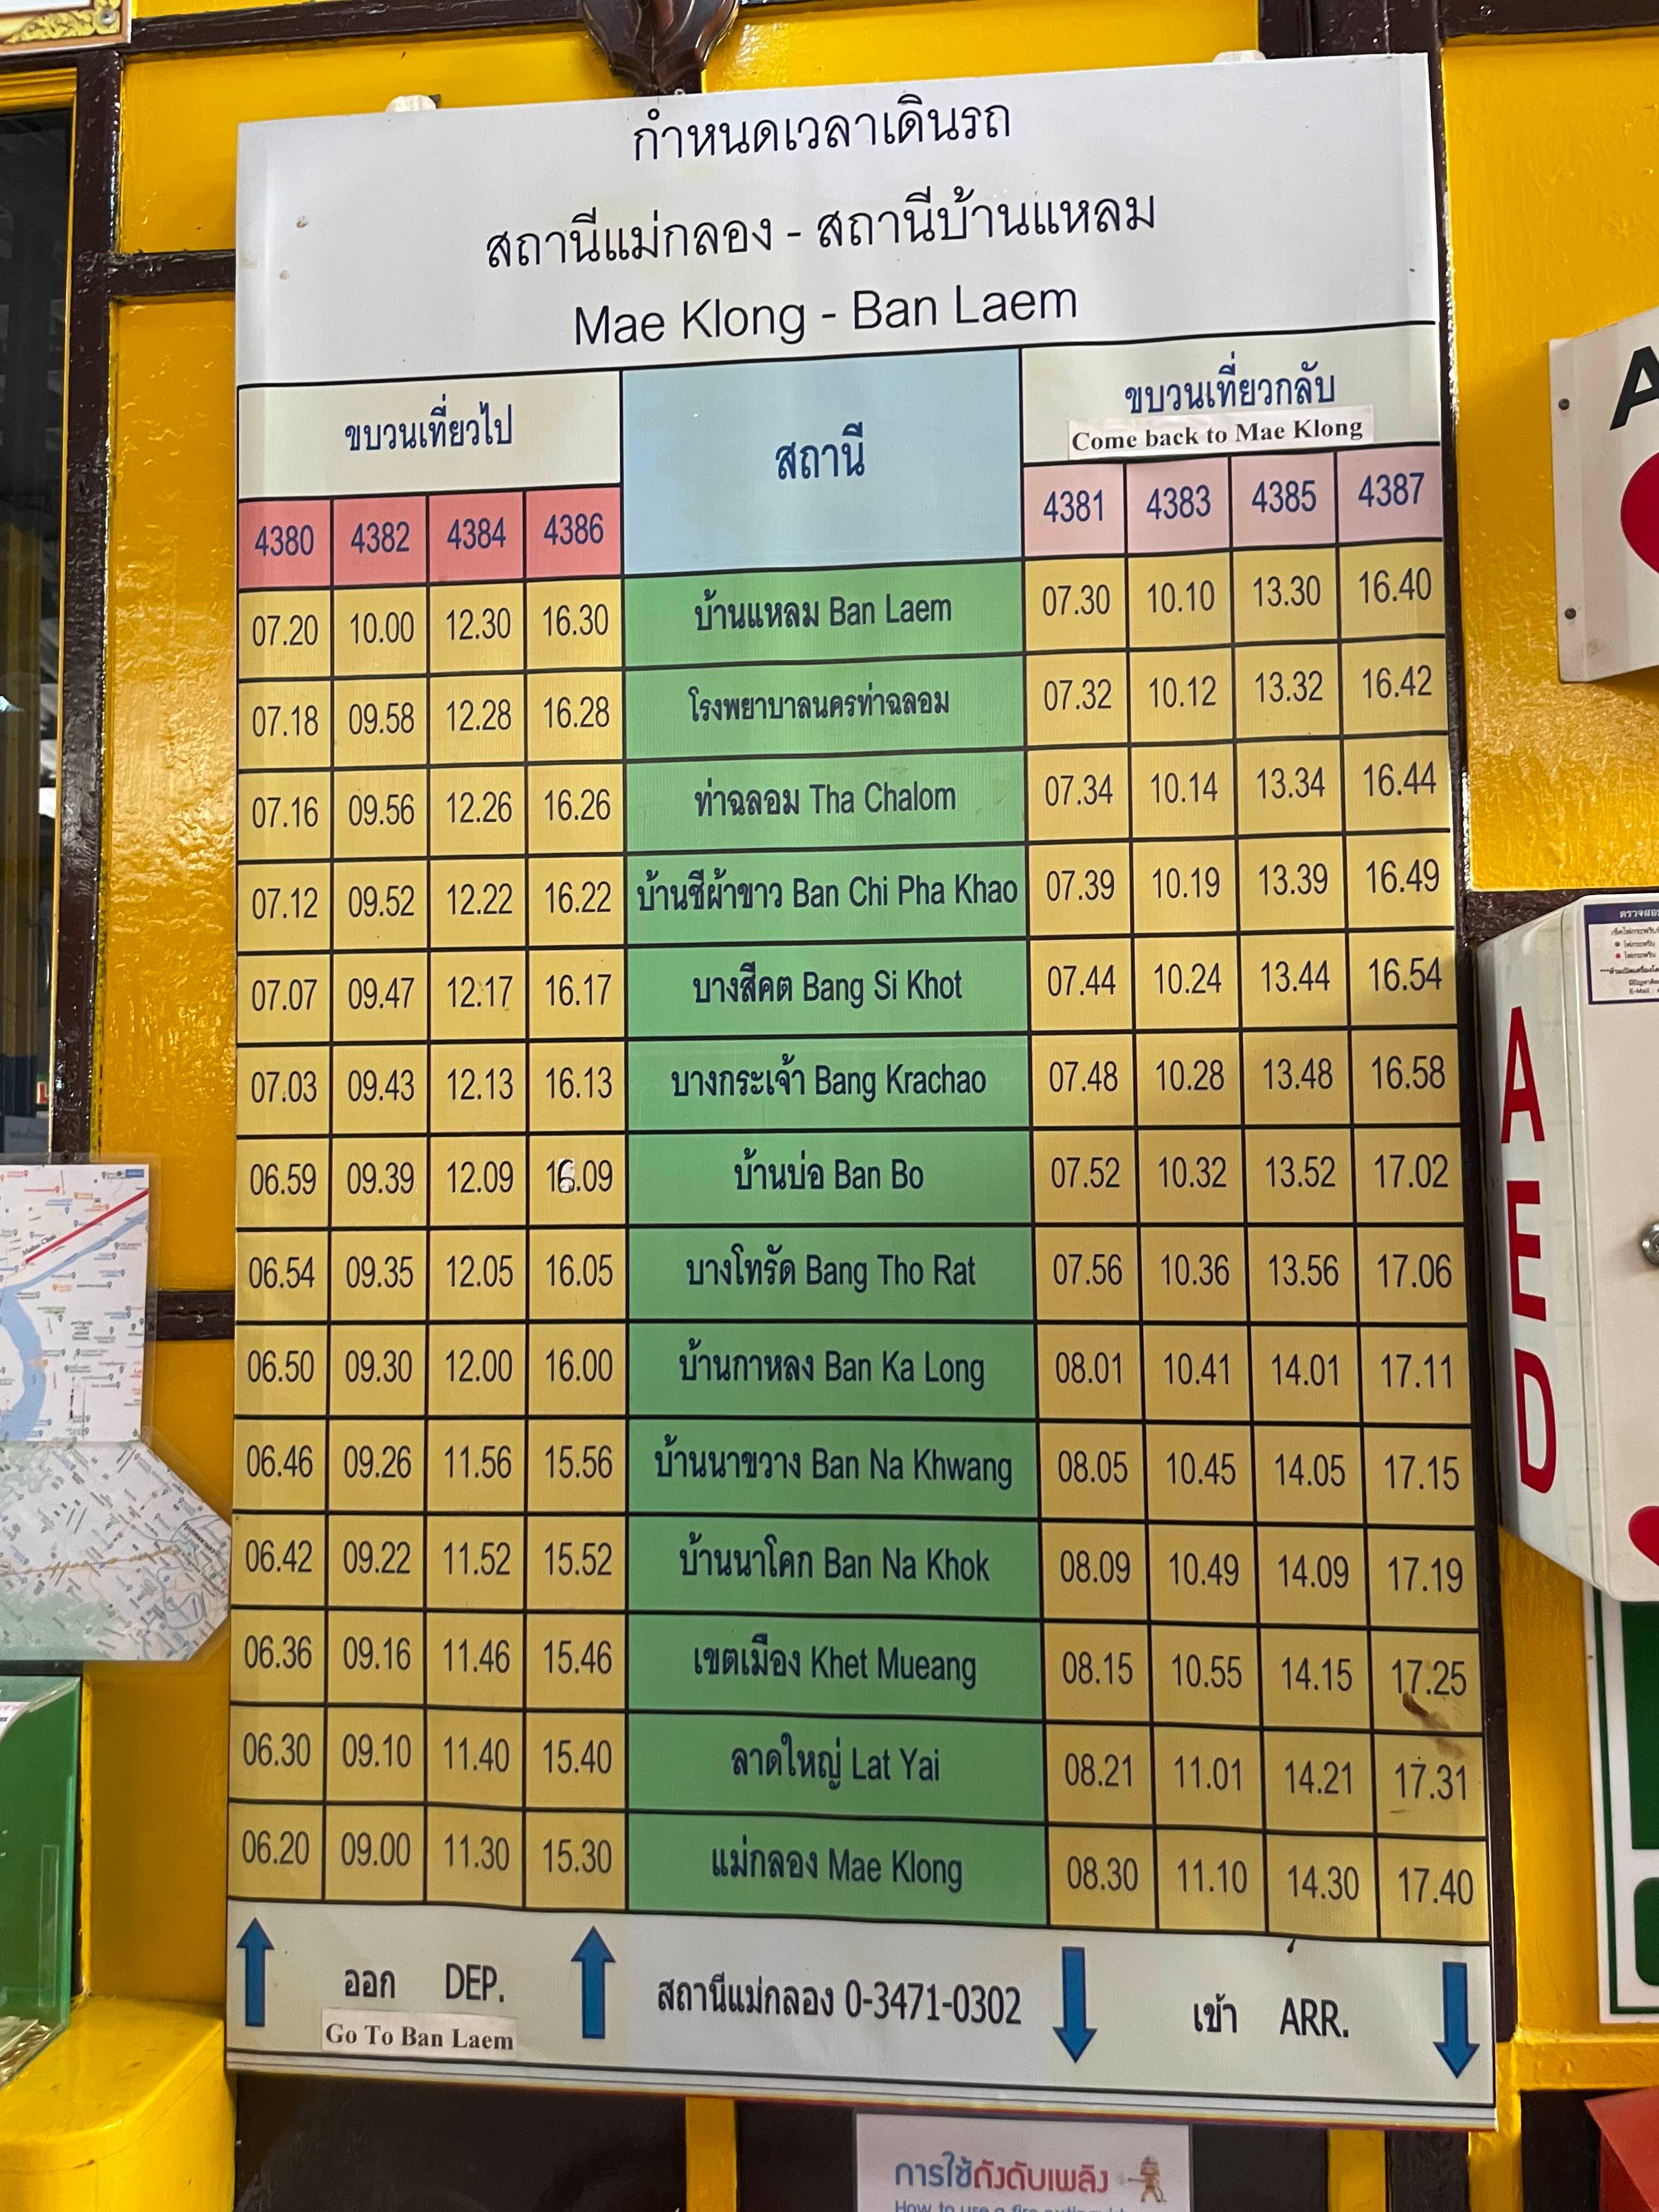 กำหนดเวลาเดินรถ
สถานีแม่กลอง - สถานีบ้านแหลม
Mae Klong - Ban Laem
ขบวนเที่ยวไป สถานี ขบวนเที่ยวกลับ
Come back to Mae Klong
4380 4382 4384 4386 4381 4383 4385 4387
07.20 10.00 12.30 16.30 บ้านแหลม Ban Laem 07.30 10.10 13.30 16.40
07.18 09.58 12.28 16.28 โรงพยาบาลนครท่าฉลอม 07.32 10.12 13.32 16.42
07.16 09.56 12.26 16.26 ท่าฉลอม Tha Chalom 07.34 10.14 13.34 16.44
07.12 09.52 12.22 16.22 บ้านชีผ้าขาว Ban Chi Pha Khao 07.39 10.19 13.39 16.49
07.07 09.47 12.17 16.17 บางสีคต Bang Si Khot 07.44 10.24 13.44 16.54
07.03 09.43 12.13 16.13 บางกระเจ้า Bang Krachao 07.48 10.28 13.48 16.58
06.59 09.39 12.09 16.09 บ้านบ่อ Ban Bo 07.52 10.32 13.52 17.02
06.54 09.35 12.05 16.05 บางโทรัด Bang Tho Rat 07.56 10.36 13.56 17.06
06.50 09.30 12.00 16.00 บ้านกาหลง Ban Ka Long 08.01 10.41 14.01 17.11
06.46 09.26 11.56 15.56 บ้านนาขวาง Ban Na Khwang 08.05 10.45 14.05 17.15
06.42 09.22 11.52 15.52 บ้านนาโคก Ban Na Khok 08.09 10.49 14.09 17.19
06.36 09.16 11.46 15.46 เขตเมือง Khet Mueang 08.15 10.55 14.15 17.25
06.30 09.10 11.40 15.40 ลาดใหญ่ Lat Yai 08.21 11.01 14.21 17.31
06.20 09.00 11.30 15.30 แม่กลอง Mae Klong 08.30 11.10 14.30 17.40
ออก DEP. สถานีแม่กลอง 0-3471-0302 เข้า ARR.
Go To Ban Laem
A
AED
การใช้ถังดับเพลิง